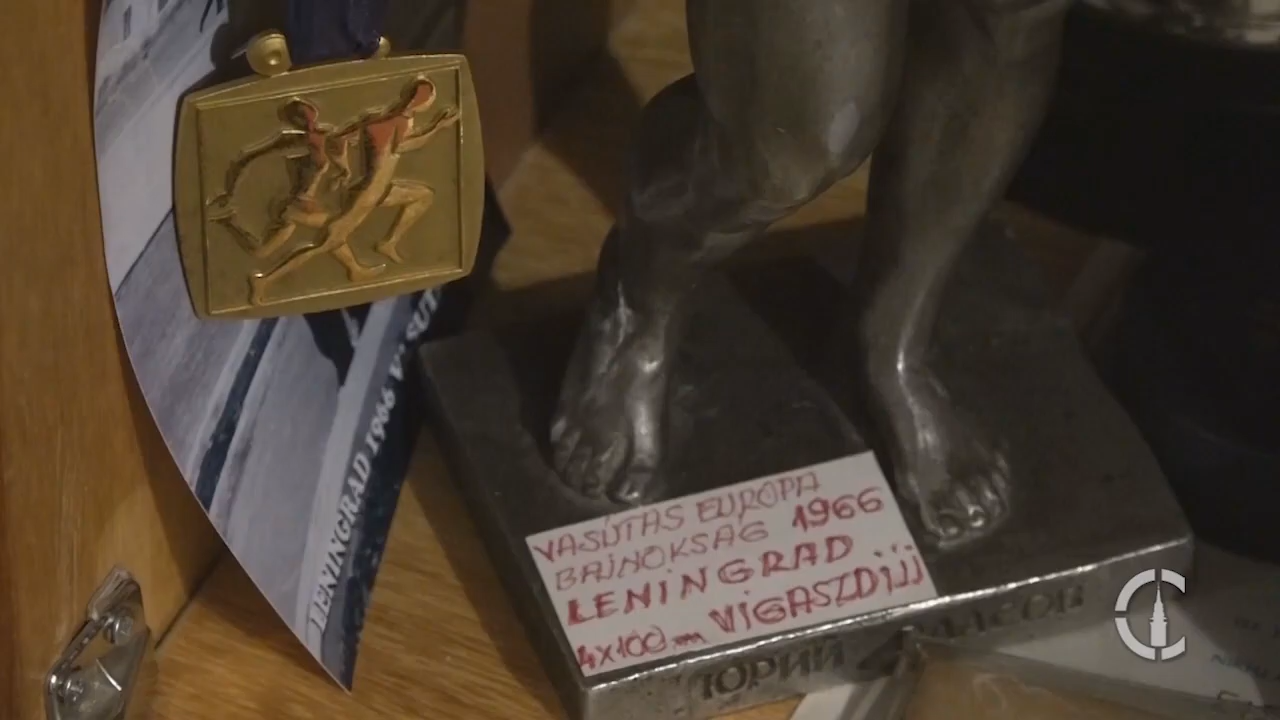 LENINGRAD 1966
VASÚTAS EURÓPA
BAJNOKSÁG 1966
LENINGRAD
4x100 m VIGASZDÍJ
ЮРИЙ